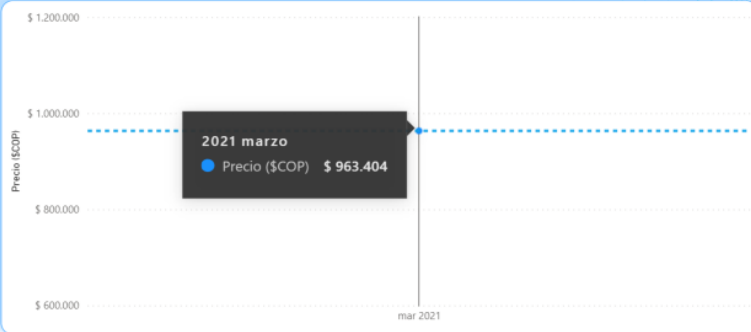 $ 1.200.000
$ 1.000.000
2021 marzo
Precio ($COP) $ 963.404
Precio ($COP)
$ 800.000
$ 600.000
mar 2021